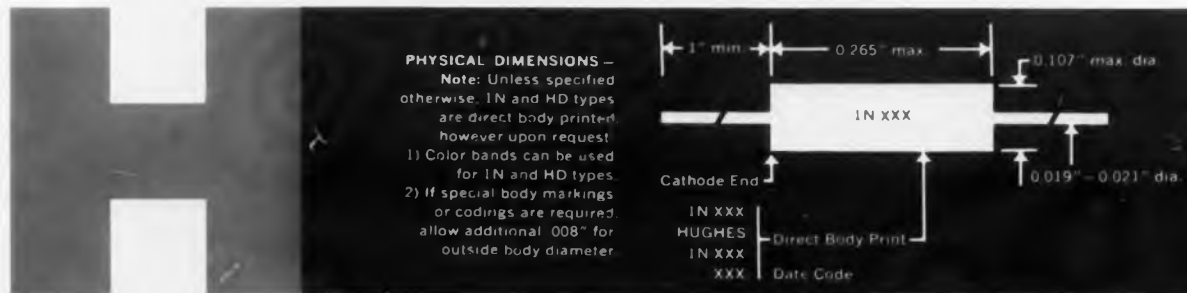 PHYSICAL DIMENSIONS —
Note: Unless specified
otherwise, 1N and HD types
are direct body printed,
however upon request
1) Color bands can be used
for 1N and HD types.
2) If special body markings
or codings are required,
allow additional .008" for
outside body diameter
1" min.
0.265" max.
0.107" max. dia.
1N XXX
0.019" – 0.021" dia.
Cathode End
1N XXX
HUGHES
1N XXX
XXX
Direct Body Print
Date Code